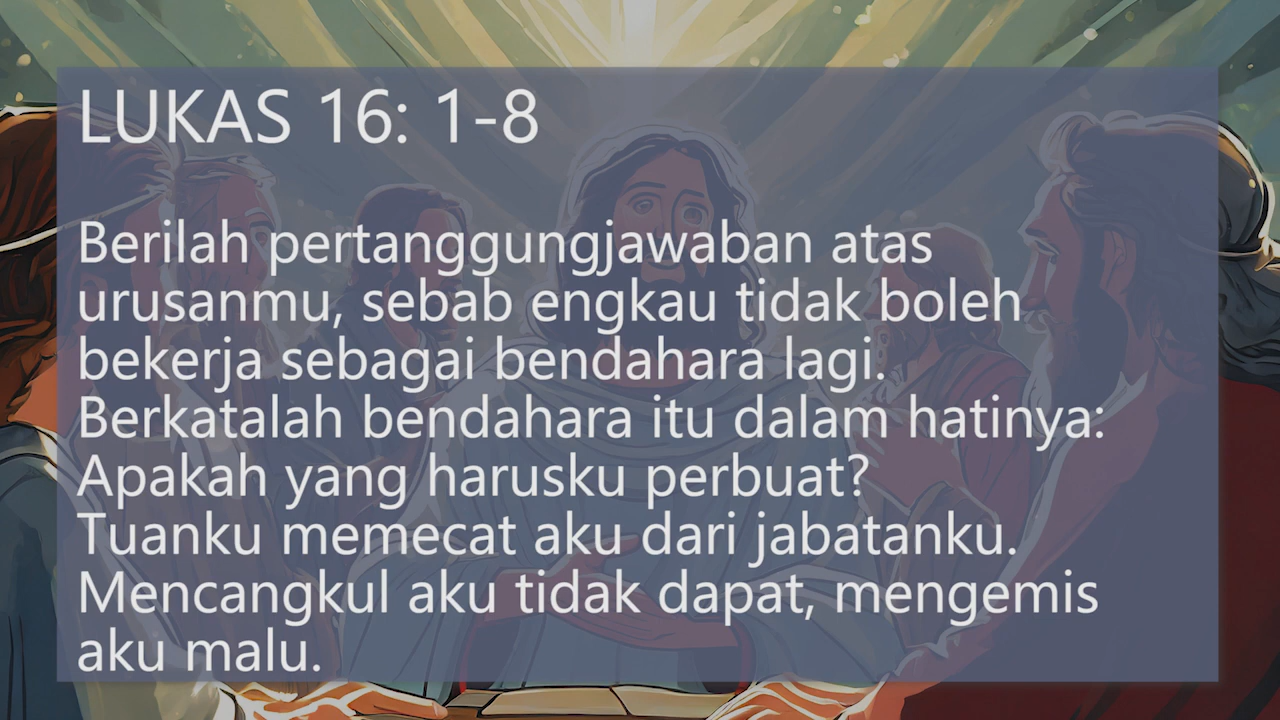 LUKAS 16: 1-8
Berilah pertanggungjawaban atas
urusanmu, sebab engkau tidak boleh
bekerja sebagai bendahara lagi.
Berkatalah bendahara itu dalam hatinya:
Apakah yang harusku perbuat?
Tuanku memecat aku dari jabatanku.
Mencangkul aku tidak dapat, mengemis
aku malu.